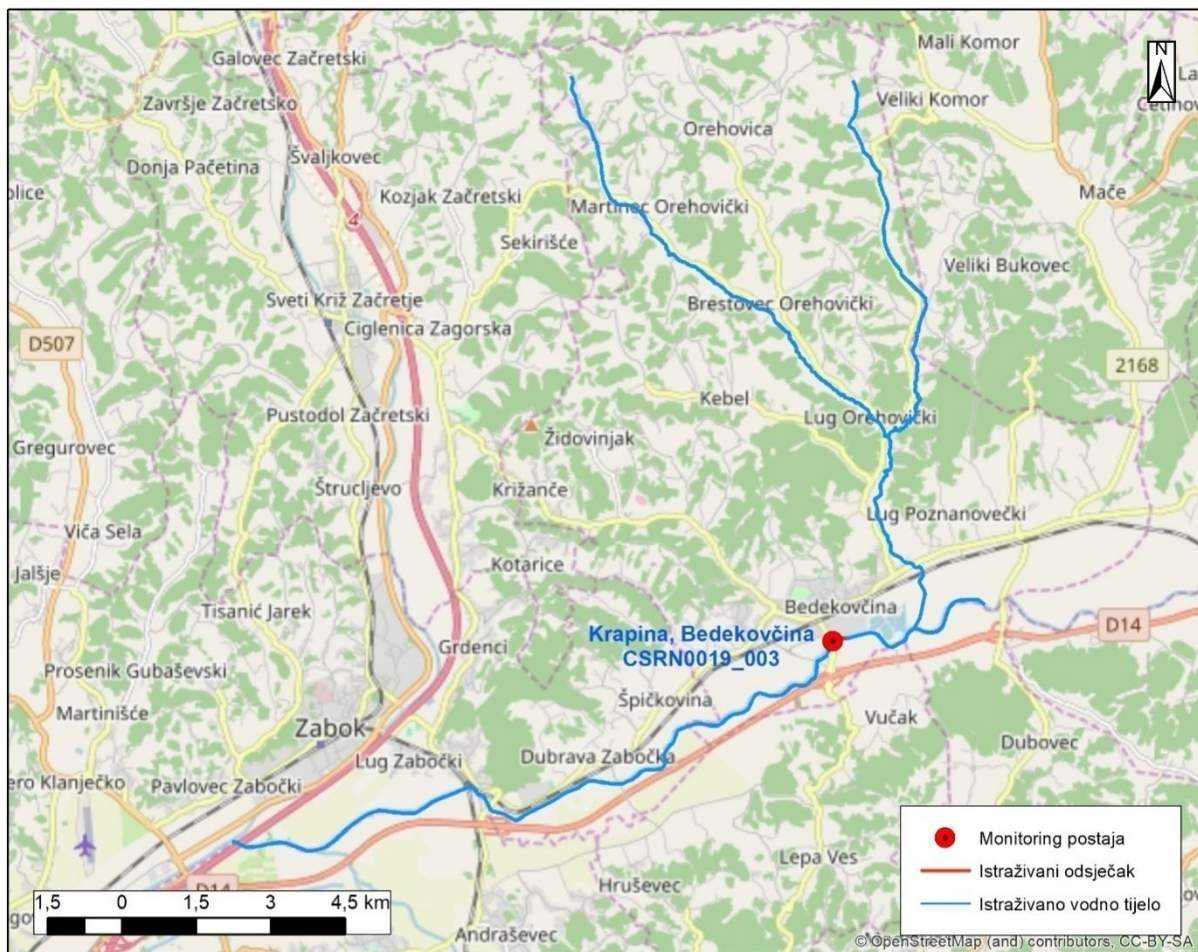 Mali Komor
N
Galovec Začretski
Završje Začretsko
Veliki Komor
Orehovica
Švaljkovec
Donja Pačetina
Kozjak Začretski
Mače
4
Martinec Orehovički
Sekirišće
Veliki Bukovec
Sveti Križ Začretje
Brestovec Orehovički
Ciglenica Zagorska
D507
2168
Kebel
Pustodol Začretski
Lug Orehovički
Gregurovec
Židovinjak
Štrucljevo
Križanče
Lug Poznanovečki
Viča Sela
Kotarice
Jalšje
Tisanić Jarek
Bedekovčina
D14
Krapina, Bedekovčina
CSRN0019_003
Grdenci
Prosenik Gubaševski
Špičkovina
Martinišće
Vučak
Zabok
Dubovec
Lug Zabočki
Dubrava Zabočka
Pavlovec Zabočki
Monitoring postaja
Istraživani odsječak
Istraživano vodno tijelo
Lepa Ves
D14
Hruševec
1,5 0 1,5 3 4,5 km
Andraševec
© OpenStreetMap (and) contributors, CC-BY-SA